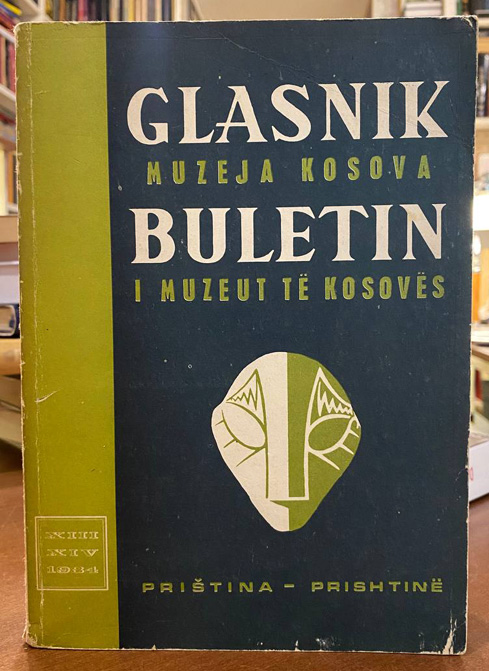 GLASNIK
MUZEJA KOSOVA
BULETIN
I MUZEUT TË KOSOVËS
XIII
XIV
1984
PRIŠTINA – PRISHTINË